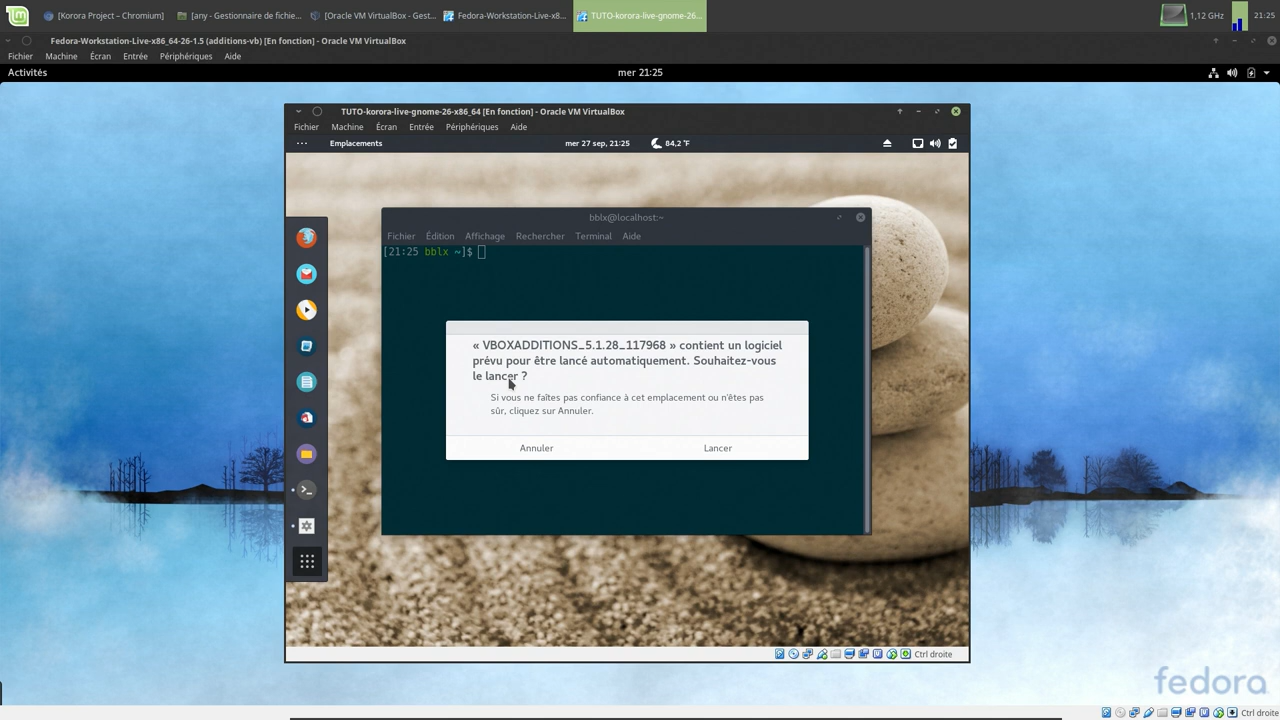 [Korora Project – Chromium]
[any - Gestionnaire de fichie...
[Oracle VM VirtualBox - Gest...
Fedora-Workstation-Live-x8...
TUTO-korora-live-gnome-26...
1,12 GHz
21:25
Fedora-Workstation-Live-x86_64-26-1.5 (additions-vb) [En fonction] - Oracle VM VirtualBox
Fichier Machine Écran Entrée Périphériques Aide
Activités mer 21:25
TUTO-korora-live-gnome-26-x86_64 [En fonction] - Oracle VM VirtualBox
Fichier Machine Écran Entrée Périphériques Aide
Emplacements mer 27 sep, 21:25 84,2 °F
bblx@localhost:~
Fichier Édition Affichage Rechercher Terminal Aide
[21:25 bblx ~]$
« VBOXADDITIONS_5.1.28_117968 » contient un logiciel
prévu pour être lancé automatiquement. Souhaitez-vous
le lancer ?
Si vous ne faîtes pas confiance à cet emplacement ou n'êtes pas
sûr, cliquez sur Annuler.
Annuler Lancer
Ctrl droite
fedora
Ctrl droite